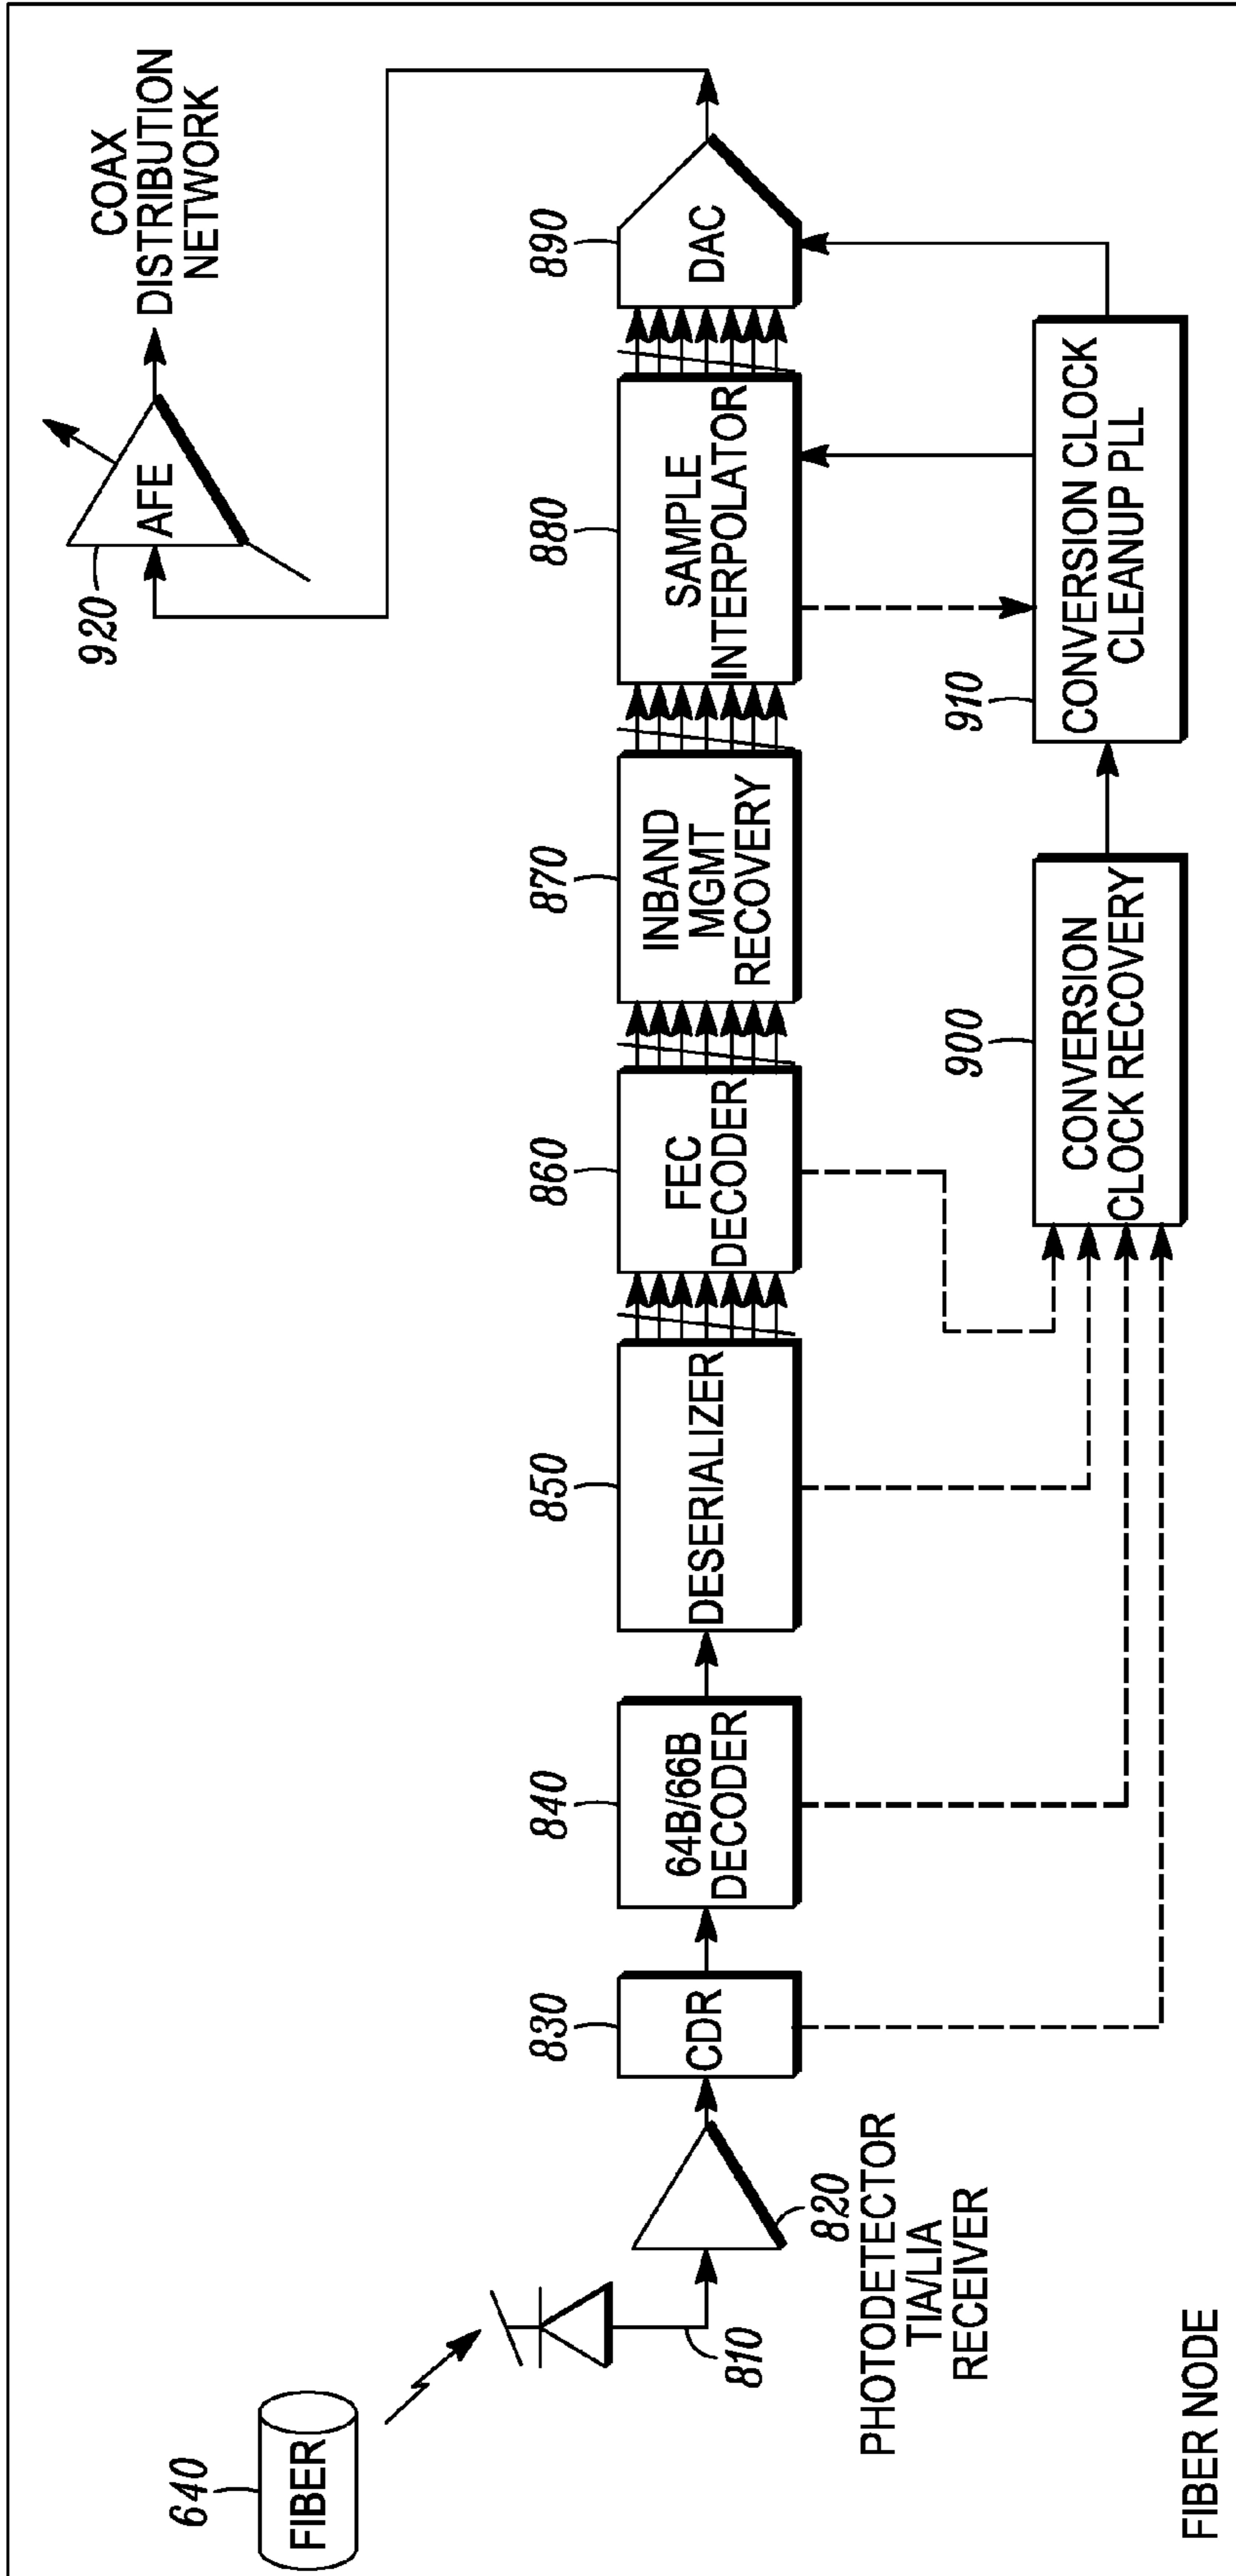 640
FIBER
810
820
PHOTODETECTOR
TIA/LIA
RECEIVER
830
CDR
840
64B/66B
DECODER
850
DESERIALIZER
860
FEC
DECODER
870
INBAND
MGMT
RECOVERY
880
SAMPLE
INTERPOLATOR
890
DAC
900
CONVERSION
CLOCK RECOVERY
910
CONVERSION CLOCK
CLEANUP PLL
920
AFE
COAX
DISTRIBUTION
NETWORK
FIBER NODE